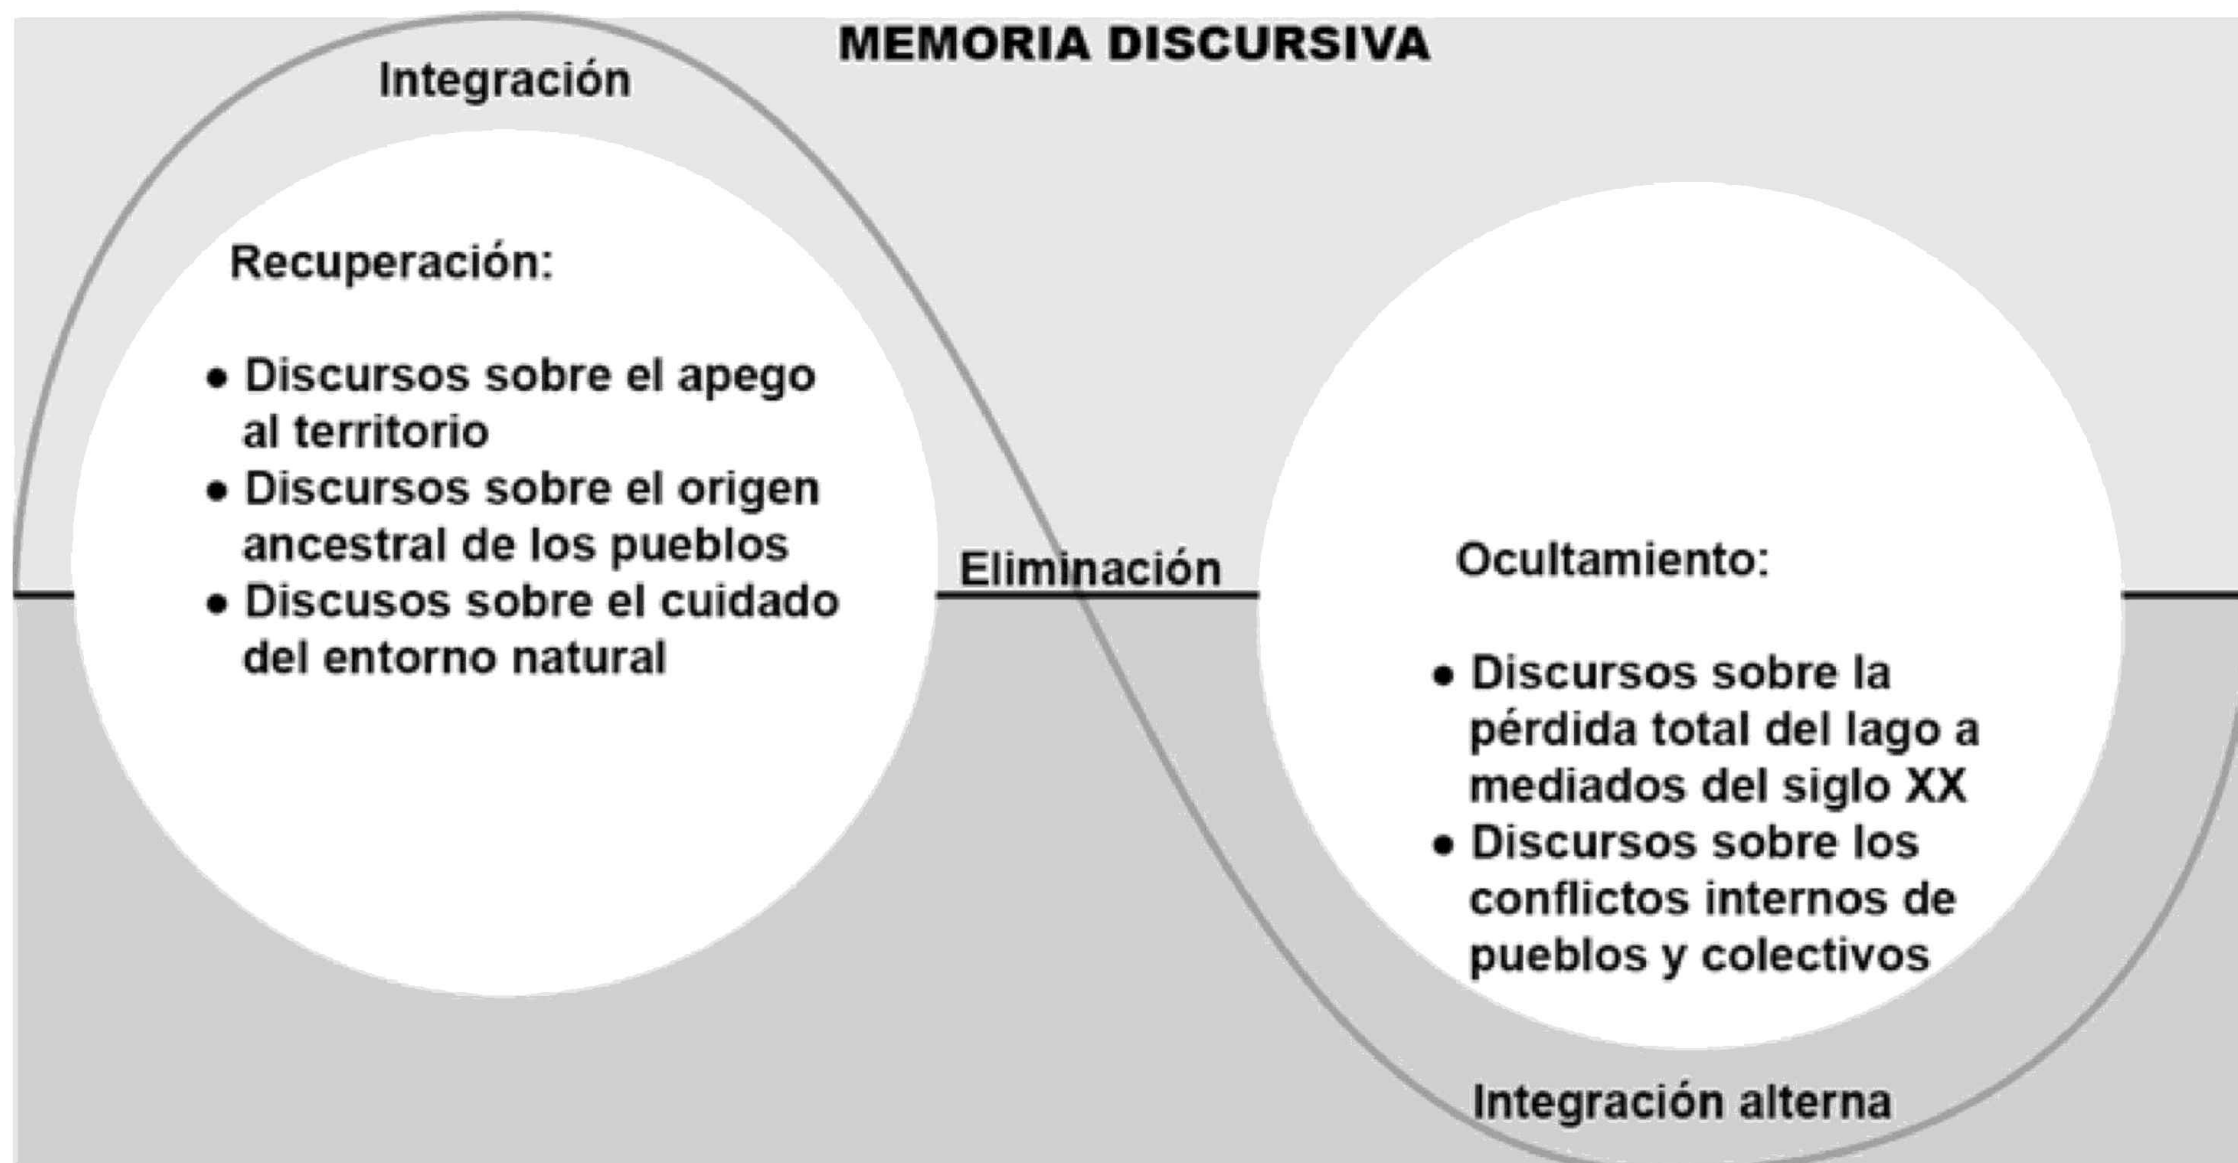 MEMORIA DISCURSIVA
Integración
Recuperación:
● Discursos sobre el apego
al territorio
● Discursos sobre el origen
ancestral de los pueblos
● Discusos sobre el cuidado
del entorno natural
Eliminación
Ocultamiento:
● Discursos sobre la
pérdida total del lago a
mediados del siglo XX
● Discursos sobre los
conflictos internos de
pueblos y colectivos
Integración alterna